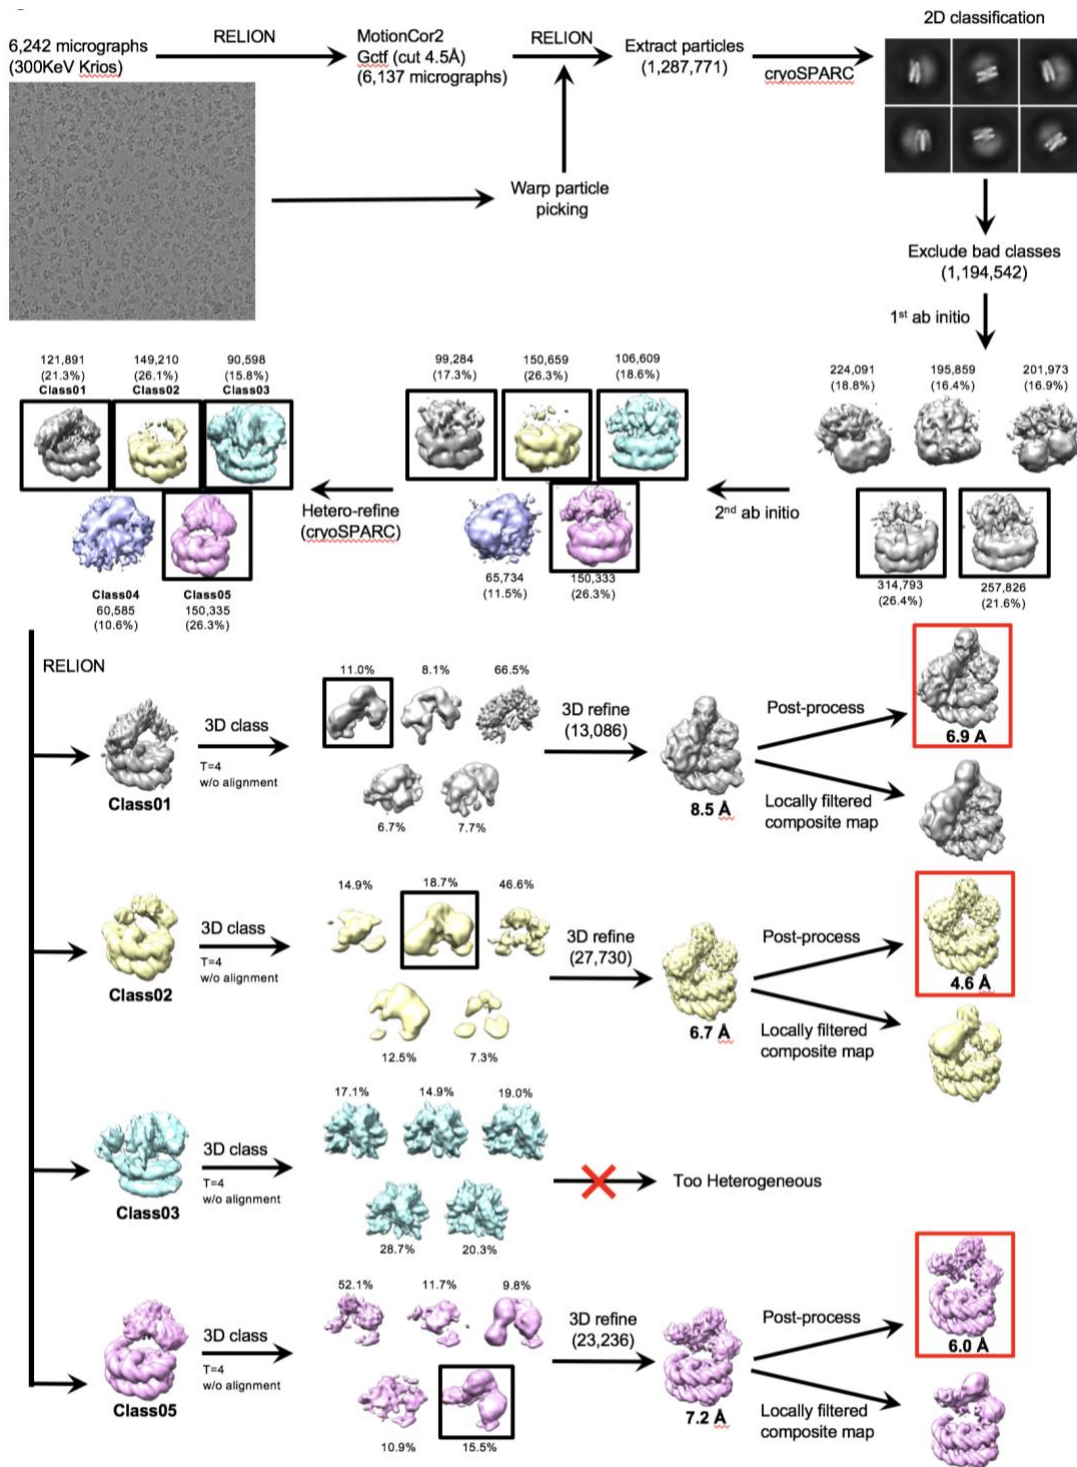 6,242 micrographs
(300KeV Krios)
RELION
MotionCor2
Gctf (cut 4.5Å)
(6,137 micrographs)
RELION
Extract particles
(1,287,771)
cryoSPARC
2D classification
Warp particle
picking
Exclude bad classes
(1,194,542)
1st ab initio
224,091
(18.8%)
195,859
(16.4%)
201,973
(16.9%)
314,793
(26.4%)
257,826
(21.6%)
2nd ab initio
99,284
(17.3%)
150,659
(26.3%)
106,609
(18.6%)
65,734
(11.5%)
150,333
(26.3%)
Hetero-refine
(cryoSPARC)
121,891
(21.3%)
Class01
149,210
(26.1%)
Class02
90,598
(15.8%)
Class03
Class04
60,585
(10.6%)
Class05
150,335
(26.3%)
RELION
Class01
3D class
T=4
w/o alignment
11.0%
8.1%
66.5%
6.7%
7.7%
3D refine
(13,086)
8.5 Å
Post-process
6.9 Å
Locally filtered
composite map
Class02
3D class
T=4
w/o alignment
14.9%
18.7%
46.6%
12.5%
7.3%
3D refine
(27,730)
6.7 Å
Post-process
4.6 Å
Locally filtered
composite map
Class03
3D class
T=4
w/o alignment
17.1%
14.9%
19.0%
28.7%
20.3%
Too Heterogeneous
Class05
3D class
T=4
w/o alignment
52.1%
11.7%
9.8%
10.9%
15.5%
3D refine
(23,236)
7.2 Å
Post-process
6.0 Å
Locally filtered
composite map